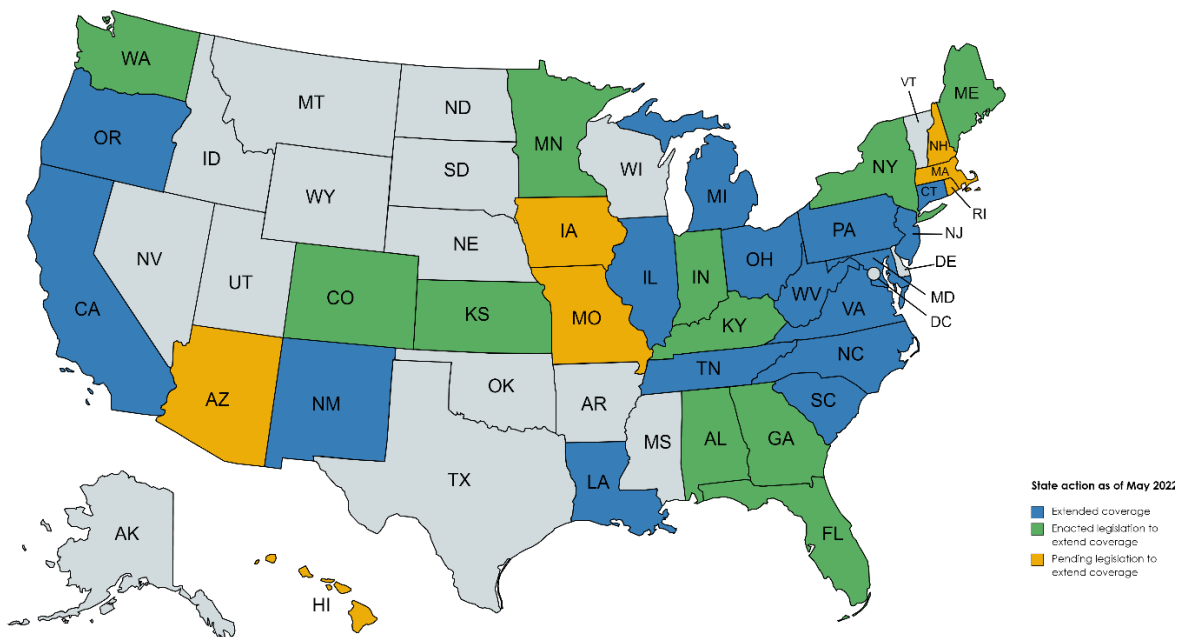 WA
MT
ND
MN
VT
ME
OR
ID
SD
WI
NH
NY
MA
WY
MI
CT
RI
IA
NE
PA
NJ
NV
UT
IL
IN
OH
DE
CA
CO
WV
MD
KS
MO
VA
DC
KY
NC
TN
AZ
NM
OK
AR
SC
MS
AL
GA
TX
LA
FL
AK
HI
State action as of May 2022
Extended coverage
Enacted legislation to
extend coverage
Pending legislation to
extend coverage